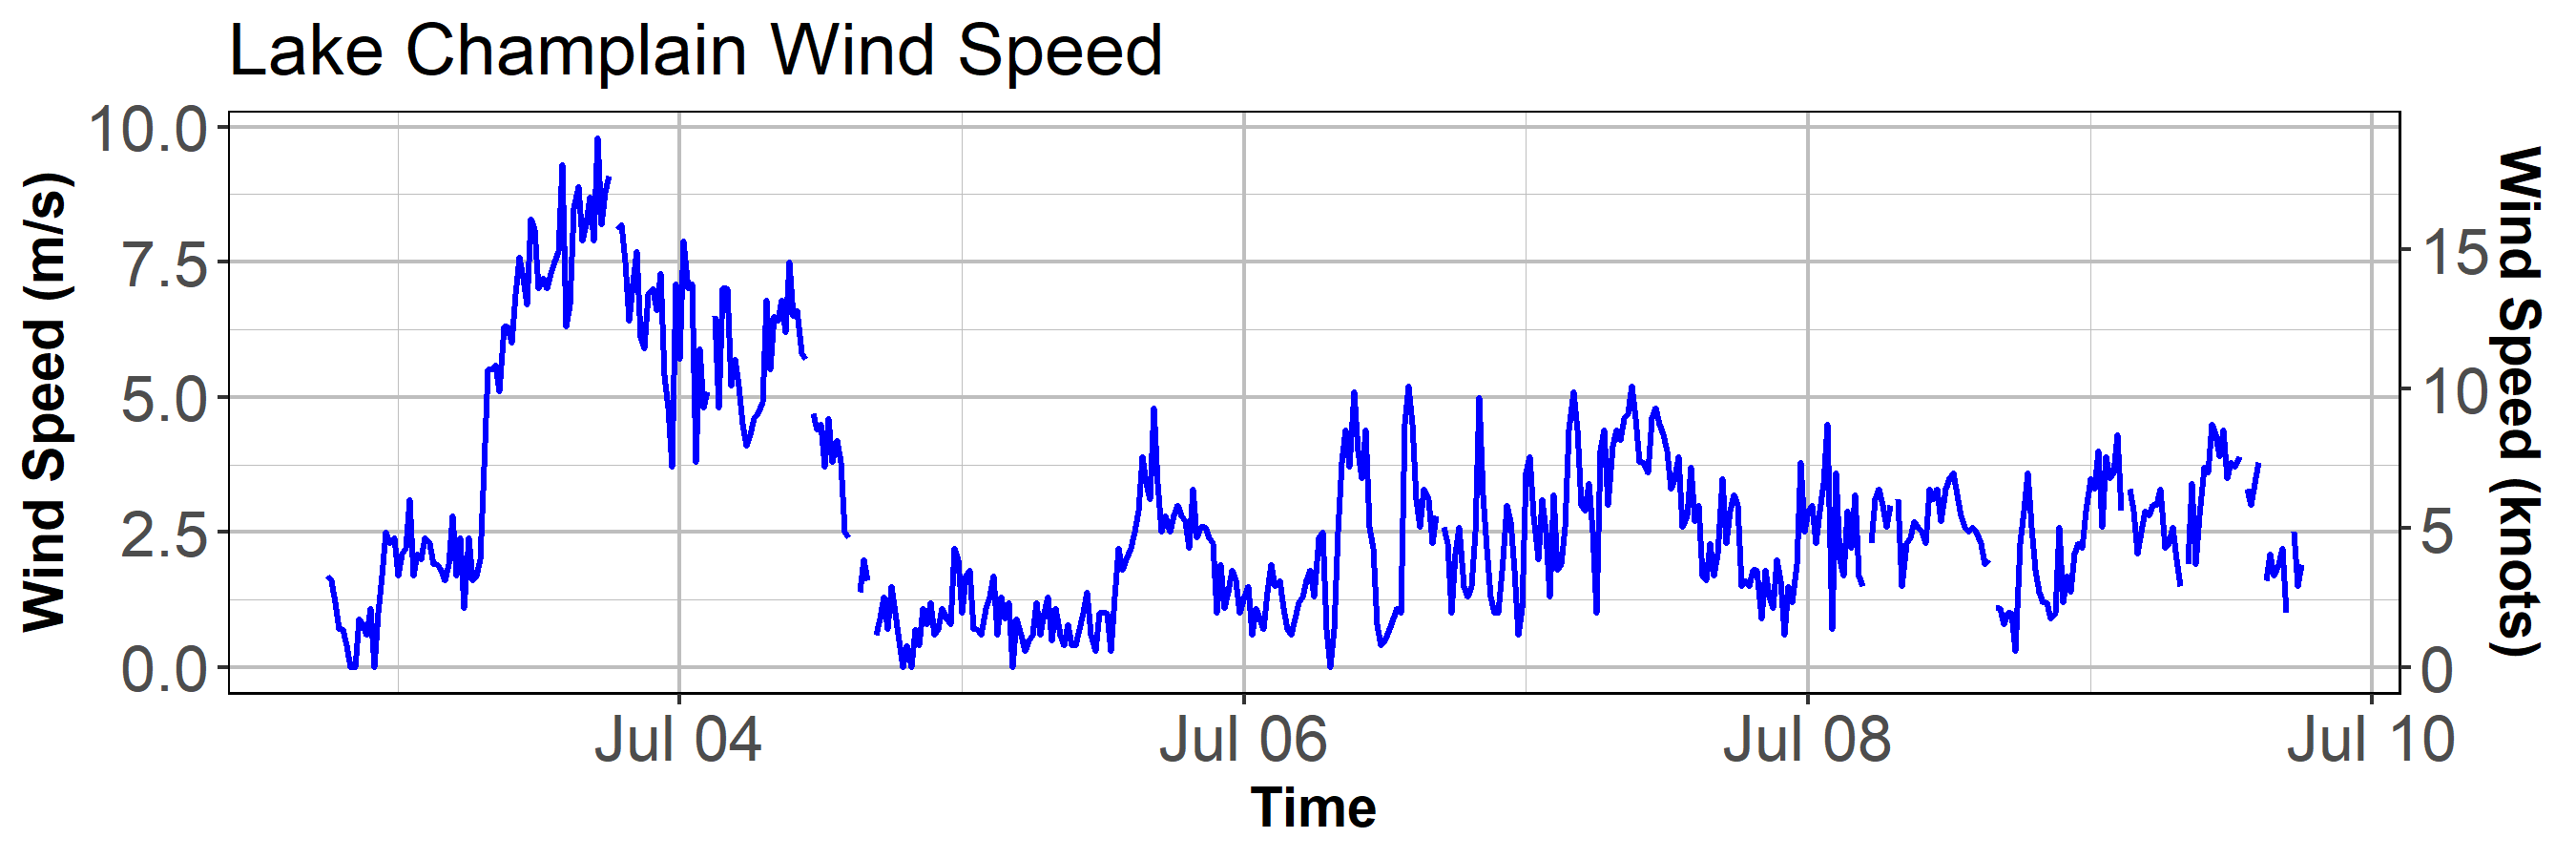 Lake Champlain Wind Speed
Wind Speed (m/s)
10.0
7.5
5.0
2.5
0.0
Wind Speed (knots)
15
10
5
0
Jul 04
Jul 06
Jul 08
Jul 10
Time